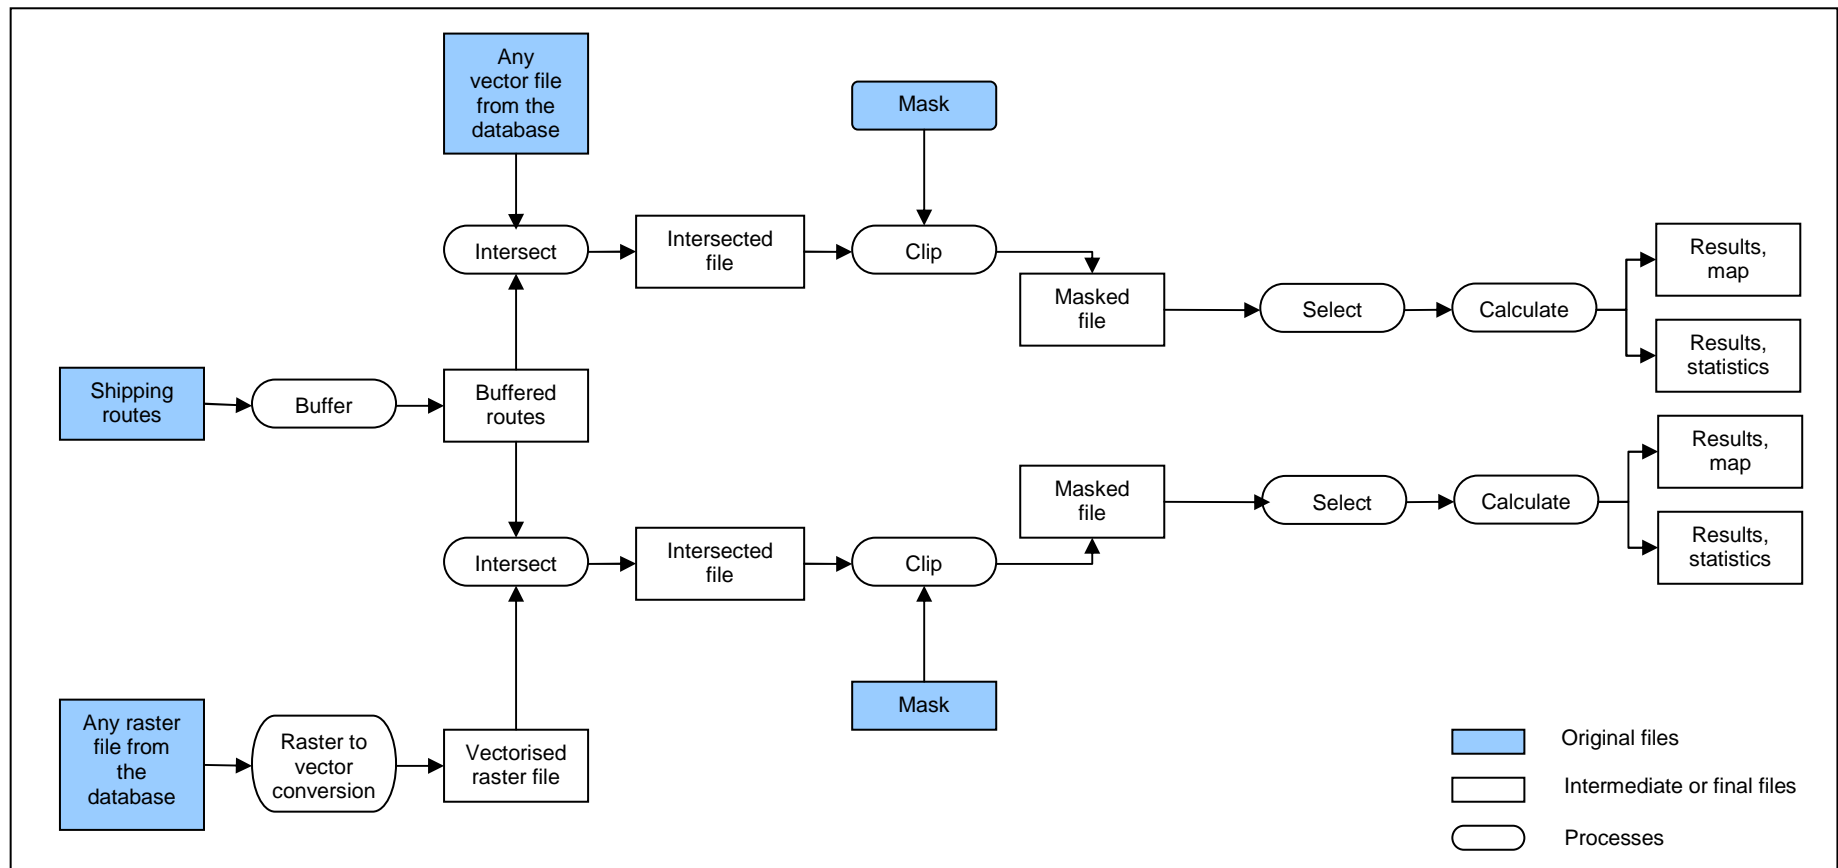 Any
vector file
from the
database
Mask
Intersect
Intersected
file
Clip
Masked
file
Select
Calculate
Results,
map
Results,
statistics
Shipping
routes
Buffer
Buffered
routes
Intersect
Intersected
file
Clip
Masked
file
Select
Calculate
Results,
map
Results,
statistics
Mask
Any raster
file from
the
database
Raster to
vector
conversion
Vectorised
raster file
Original files
Intermediate or final files
Processes